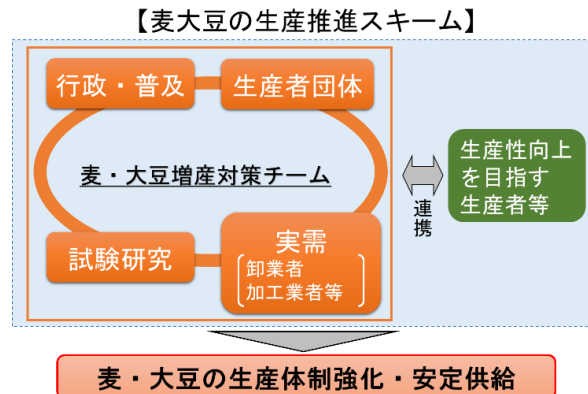 【麦大豆の生産推進スキーム】
行政・普及
生産者団体
麦・大豆増産対策チーム
試験研究
実需
卸業者
加工業者等
連携
生産性向上
を目指す
生産者等
麦・大豆の生産体制強化・安定供給